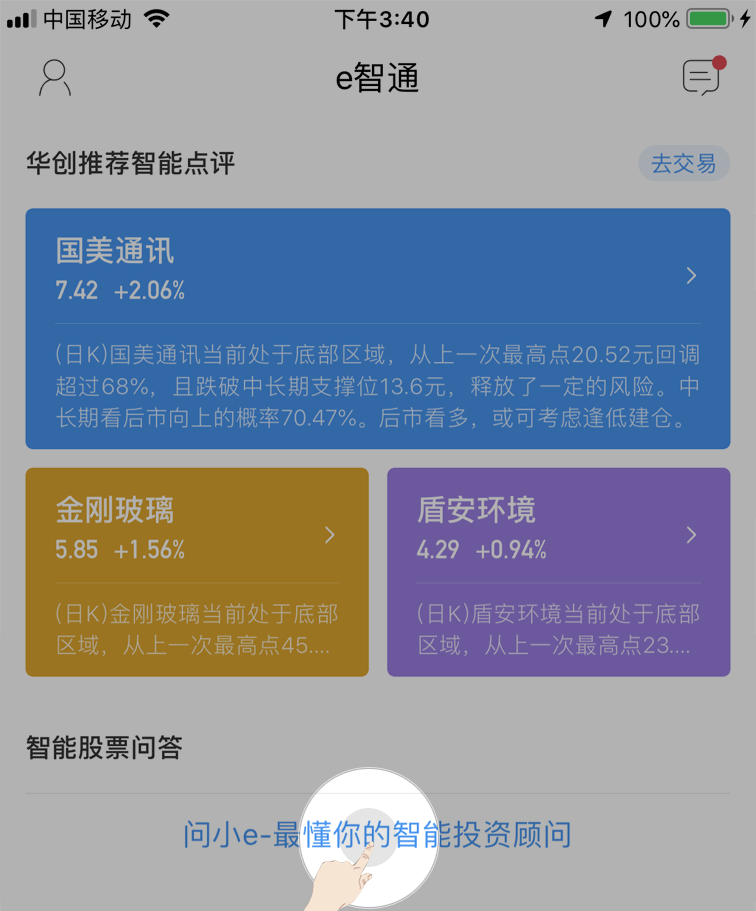 中国移动 下午3:40 100%
e智通
华创推荐智能点评 去交易
国美通讯
7.42 +2.06%
(日K)国美通讯当前处于底部区域，从上一次最高点20.52元回调
超过68%，且跌破中长期支撑位13.6元，释放了一定的风险。中
长期看后市向上的概率70.47%。后市看多，或可考虑逢低建仓。
金刚玻璃
5.85 +1.56%
(日K)金刚玻璃当前处于底部
区域，从上一次最高点45....
盾安环境
4.29 +0.94%
(日K)盾安环境当前处于底部
区域，从上一次最高点23....
智能股票问答
问小e-最懂你的智能投资顾问